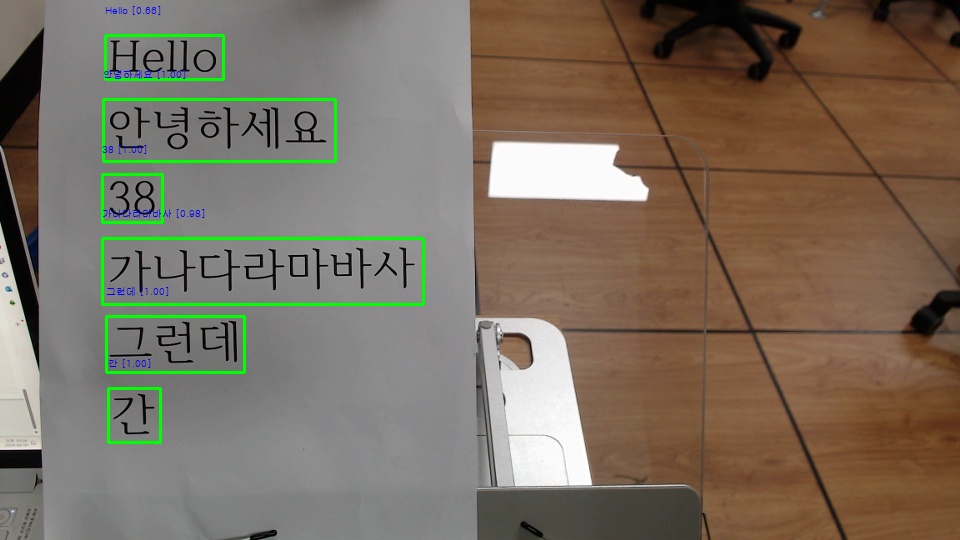 Hello [0.66]
Hello
안녕하세요 [1.00]
안녕하세요
38 [1.00]
38
가나다라마바사 [0.98]
가나다라마바사
그런데 [1.00]
그런데
간 [1.00]
간